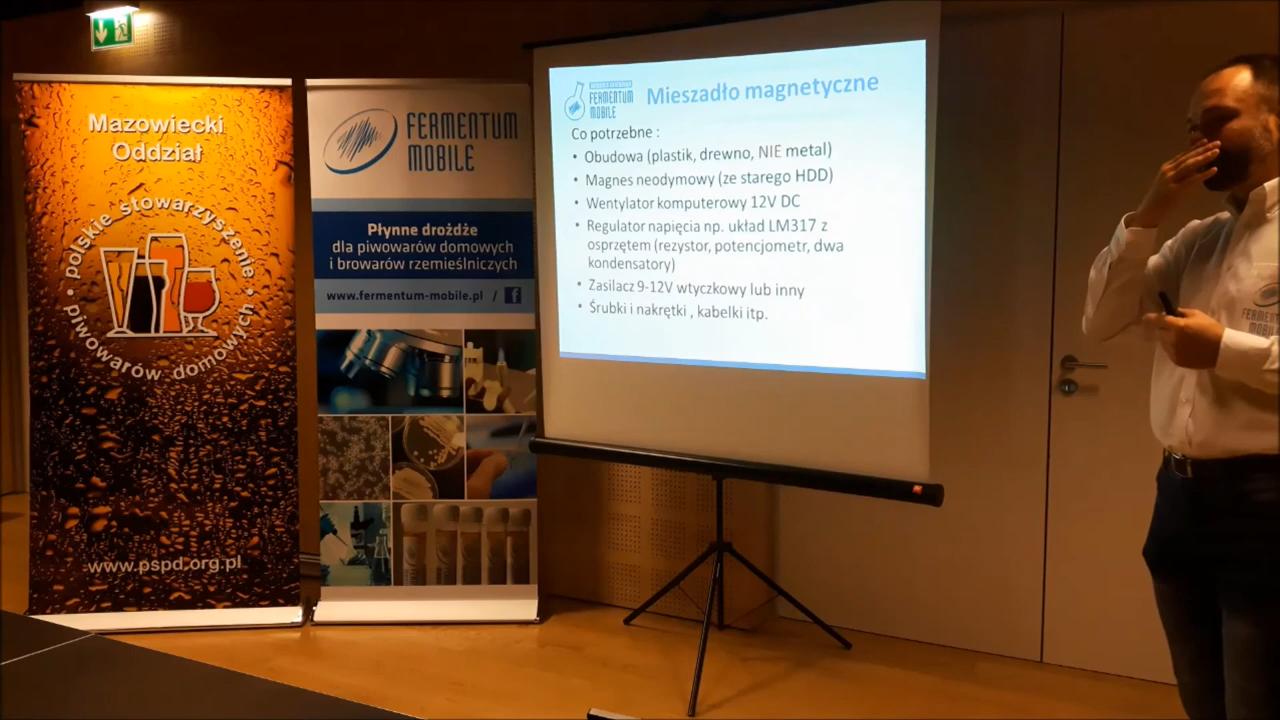 Mazowiecki
Oddział
polskie stowarzyszenie
piwowarów domowych
www.pspd.org.pl
FERMENTUM
MOBILE
Płynne drożdże
dla piwowarów domowych
i browarów rzemieślniczych
www.fermentum-mobile.pl / f
FERMENTUM
MOBILE
Mieszadło magnetyczne
Co potrzebne :
• Obudowa (plastik, drewno, NIE metal)
• Magnes neodymowy (ze starego HDD)
• Wentylator komputerowy 12V DC
• Regulator napięcia np. układ LM317 z
osprzętem (rezystor, potencjometr, dwa
kondensatory)
• Zasilacz 9-12V wtyczkowy lub inny
• Śrubki i nakrętki , kabelki itp.